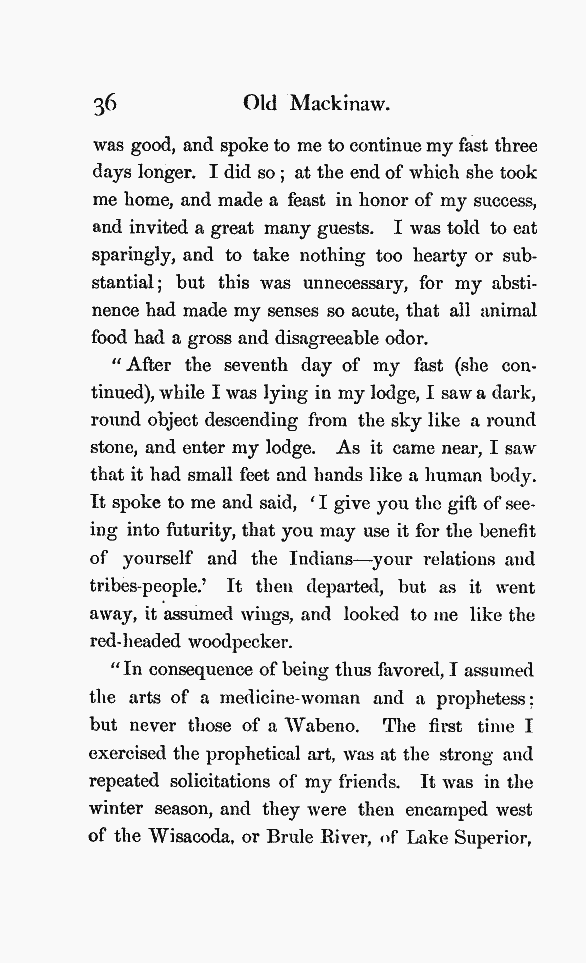 36 Old Mackinaw.
was good, and spoke to me to continue my fast three
days longer. I did so; at the end of which she took
me home, and made a feast in honor of my success,
and invited a great many guests. I was told to eat
sparingly, and to take nothing too hearty or sub-
stantial; but this was unnecessary, for my absti-
nence had made my senses so acute, that all animal
food had a gross and disagreeable odor.
"After the seventh day of my fast (she con-
tinued), while I was lying in my lodge, I saw a dark,
round object descending from the sky like a round
stone, and enter my lodge. As it came near, I saw
that it had small feet and hands like a human body.
It spoke to me and said, 'I give you the gift of see-
ing into futurity, that you may use it for the benefit
of yourself and the Indians—your relations and
tribes-people.' It then departed, but as it went
away, it assumed wings, and looked to me like the
red-headed woodpecker.
"In consequence of being thus favored, I assumed
the arts of a medicine-woman and a prophetess;
but never those of a Wabeno. The first time I
exercised the prophetical art, was at the strong and
repeated solicitations of my friends. It was in the
winter season, and they were then encamped west
of the Wisacoda, or Brule River, of Lake Superior,